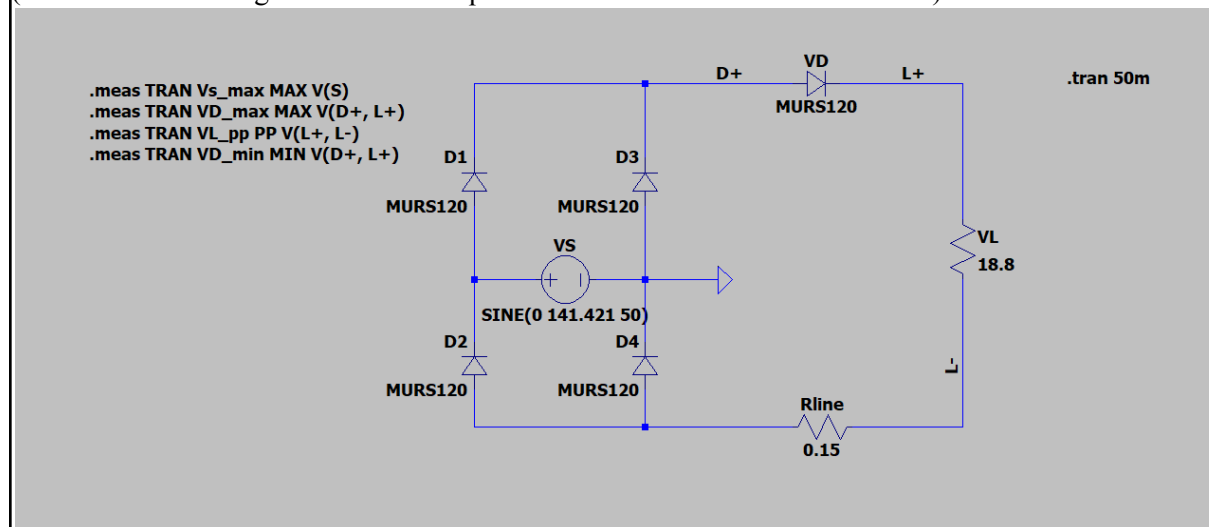 .meas TRAN Vs_max MAX V(S)
.meas TRAN VD_max MAX V(D+, L+)
.meas TRAN VL_pp PP V(L+, L-)
.meas TRAN VD_min MIN V(D+, L+)
D+
VD
L+
MURS120
.tran 50m
D1
MURS120
D3
MURS120
VS
SINE(0 141.421 50)
VL
18.8
D2
MURS120
D4
MURS120
L-
Rline
0.15